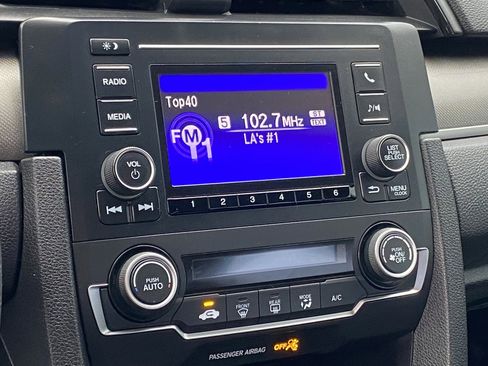 RADIO
MEDIA
VOL
Top40
FM1
5 102.7MHz ST
TEXT
LA's #1
LIST
PUSH
SELECT
MENU
CLOCK
1 2 3 4 5 6
PUSH
AUTO
FRONT
REAR
MODE
A/C
PUSH
ON/
OFF
PASSENGER AIRBAG OFF